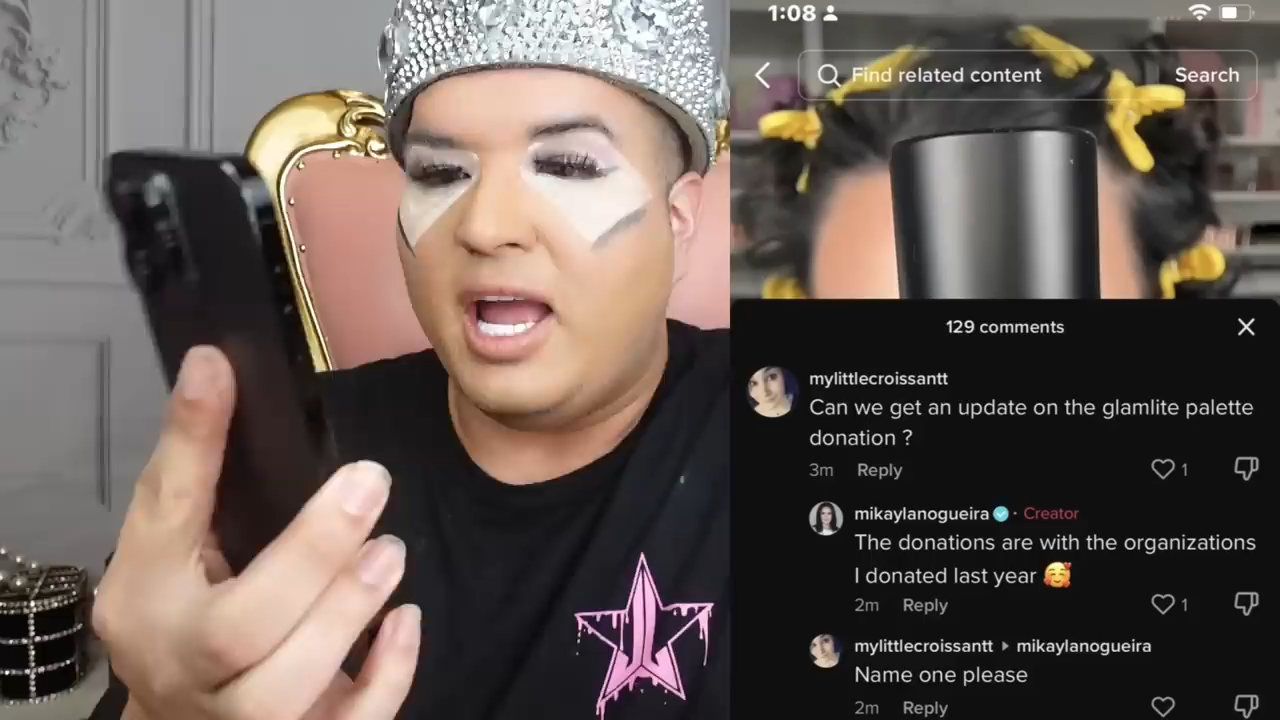 1:08
Find related content
Search
129 comments
mylittlecroissantt
Can we get an update on the glamlite palette
donation ?
3m Reply
1
mikaylanogueira · Creator
The donations are with the organizations
I donated last year 🥰
2m Reply
1
mylittlecroissantt ▸ mikaylanogueira
Name one please
2m Reply